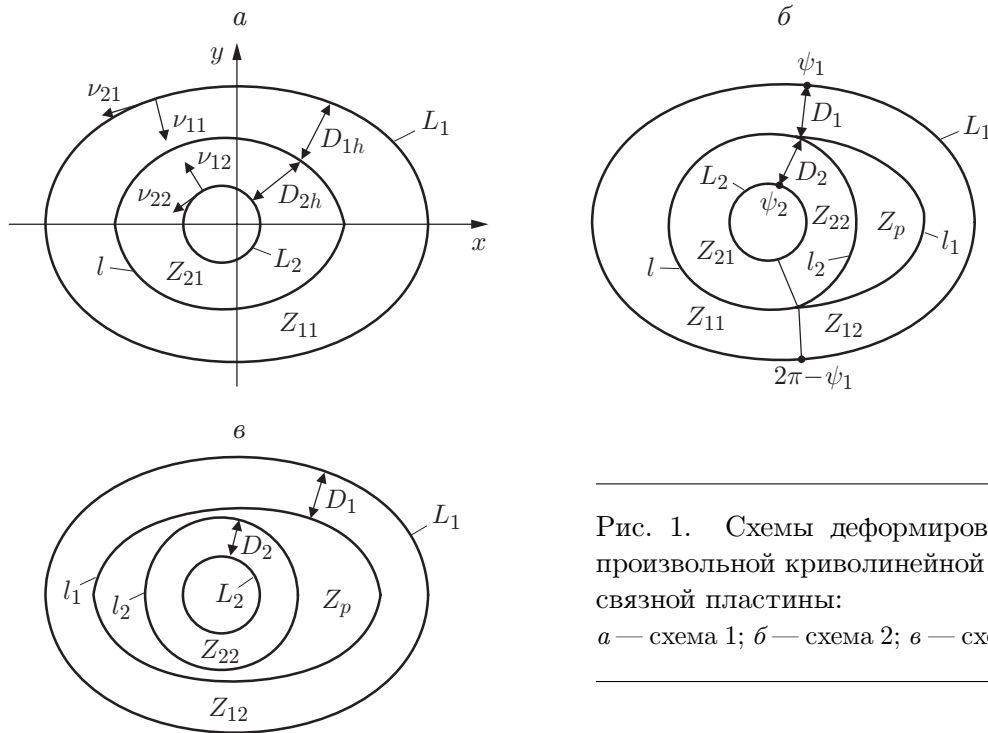 а
y
ν₂₁
ν₁₁
L₁
D₁ₕ
ν₁₂
D₂ₕ
ν₂₂
x
L₂
l
Z₂₁
Z₁₁
б
ψ₁
D₁
L₁
D₂
L₂
ψ₂
Z₂₂
Zₚ
l₁
Z₂₁
l₂
l
Z₁₁
Z₁₂
2π−ψ₁
в
D₁
L₁
D₂
l₁
l₂
L₂
Zₚ
Z₂₂
Z₁₂
Рис. 1. Схемы деформиров
произвольной криволинейной
связной пластины:
а — схема 1; б — схема 2; в — схе